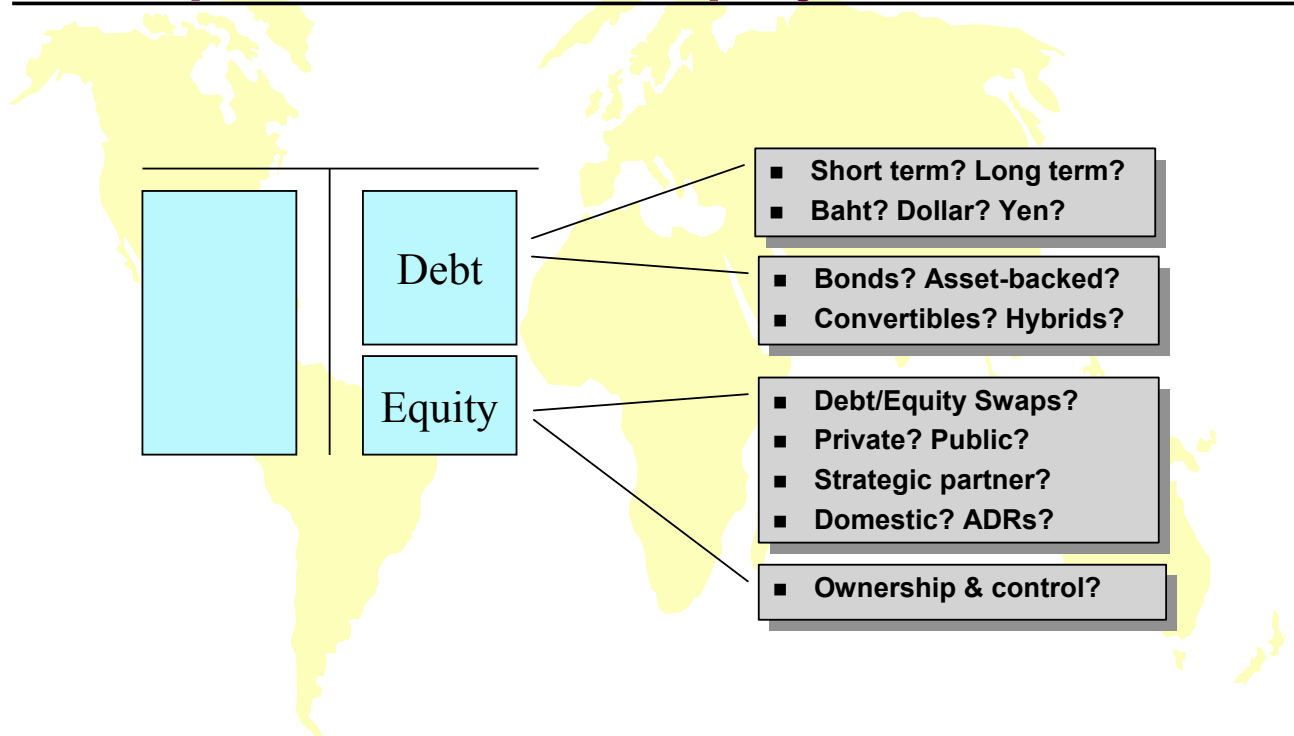 Debt
Equity
■ Short term? Long term?
■ Baht? Dollar? Yen?
■ Bonds? Asset-backed?
■ Convertibles? Hybrids?
■ Debt/Equity Swaps?
■ Private? Public?
■ Strategic partner?
■ Domestic? ADRs?
■ Ownership & control?